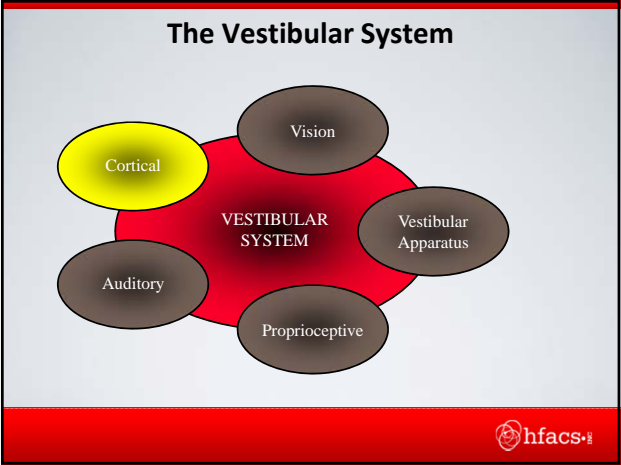 The Vestibular System
Vision
Cortical
VESTIBULAR
SYSTEM
Vestibular
Apparatus
Auditory
Proprioceptive
hfacs